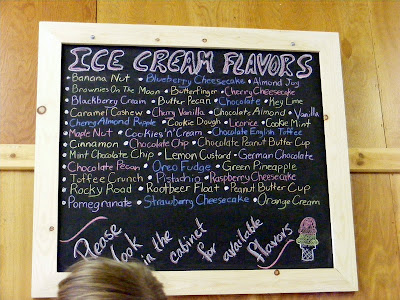 ICE CREAM FLAVORS
• Banana Nut • Blueberry Cheesecake • Almond Joy
• Brownies On The Moon • Butterfinger • Cherry Cheesecake
• Blackberry Cream • Butter Pecan • Chocolate • Key Lime
• Caramel Cashew • Cherry Vanilla • Chocolate Almond • Vanilla
• Cherry Almond Ripple • Cookie Dough • Licorice • Cookie Mint
• Maple Nut • Cookies'n'Cream • Chocolate English Toffee
• Cinnamon • Chocolate Chip • Chocolate Peanut Butter Cup
• Mint Chocolate Chip • Lemon Custard • German Chocolate
• Chocolate Pecan • Oreo Fudge • Green Pineapple
• Toffee Crunch • Pistachio • Raspberry Cheesecake
• Rocky Road • Rootbeer Float • Peanut Butter Cup
• Pomegranate • Strawberry Cheesecake • Orange Cream
Please
look in the cabinet for available flavors